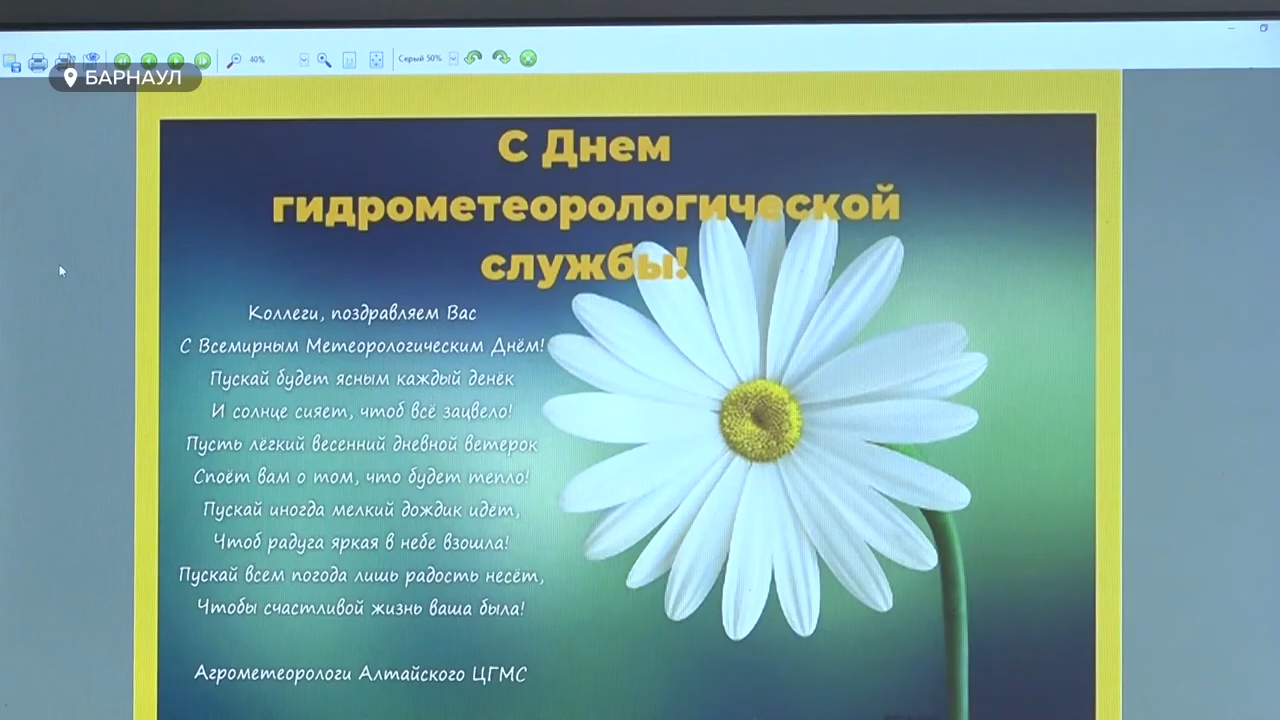 40%
Серый 50%
БАРНАУЛ
С Днем
гидрометеорологической
службы!
Коллеги, поздравляем Вас
С Всемирным Метеорологическим Днём!
Пускай будет ясным каждый денёк
И солнце сияет, чтоб всё зацвело!
Пусть лёгкий весенний дневной ветерок
Споёт вам о том, что будет тепло!
Пускай иногда мелкий дождик идёт,
Чтоб радуга яркая в небе взошла!
Пускай всем погода лишь радость несёт,
Чтобы счастливой жизнь ваша была!
Агрометеорологи Алтайского ЦГМС